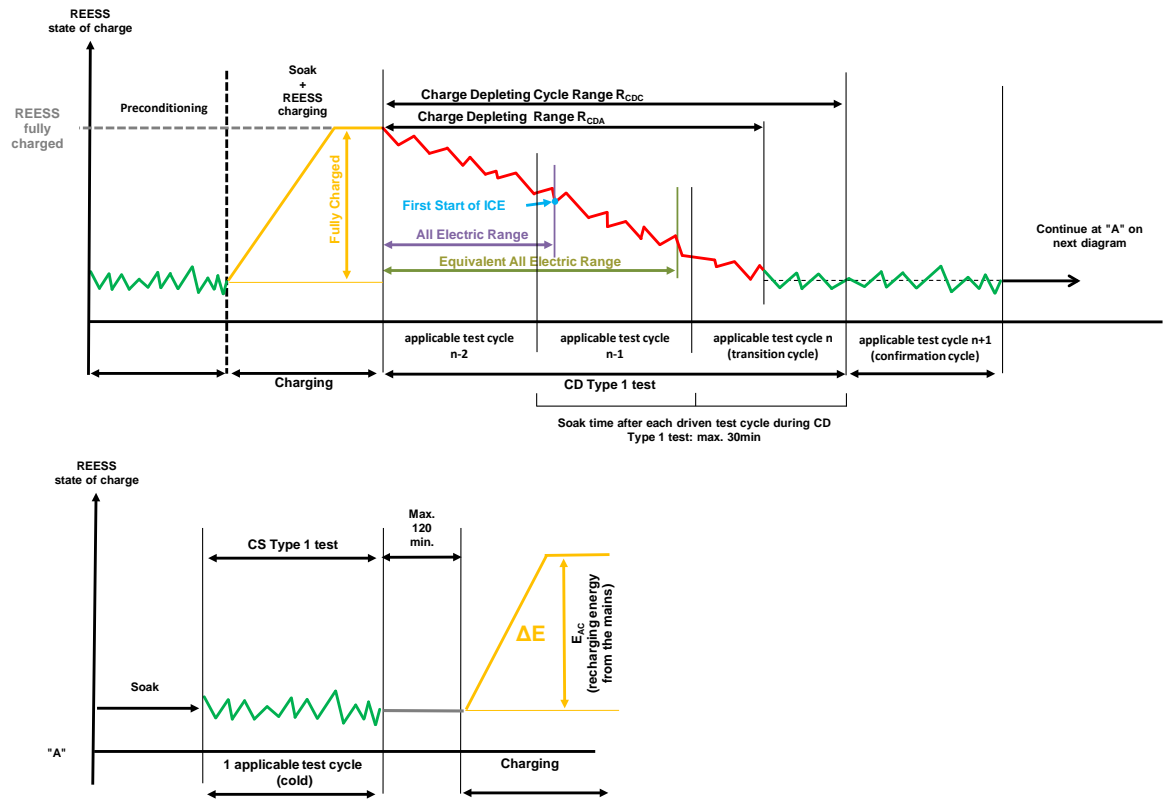 REESS
state of charge
Preconditioning
Soak
+
REESS
charging
REESS
fully
charged
Fully Charged
Charge Depleting Cycle Range RCDC
Charge Depleting Range RCDA
First Start of ICE
All Electric Range
Equivalent All Electric Range
Continue at "A" on
next diagram
applicable test cycle
n-2
applicable test cycle
n-1
applicable test cycle n
(transition cycle)
applicable test cycle n+1
(confirmation cycle)
Charging
CD Type 1 test
Soak time after each driven test cycle during CD
Type 1 test: max. 30min
REESS
state of charge
CS Type 1 test
Max.
120
min.
ΔE
EAC
(recharging energy
from the mains)
Soak
"A"
1 applicable test cycle
(cold)
Charging